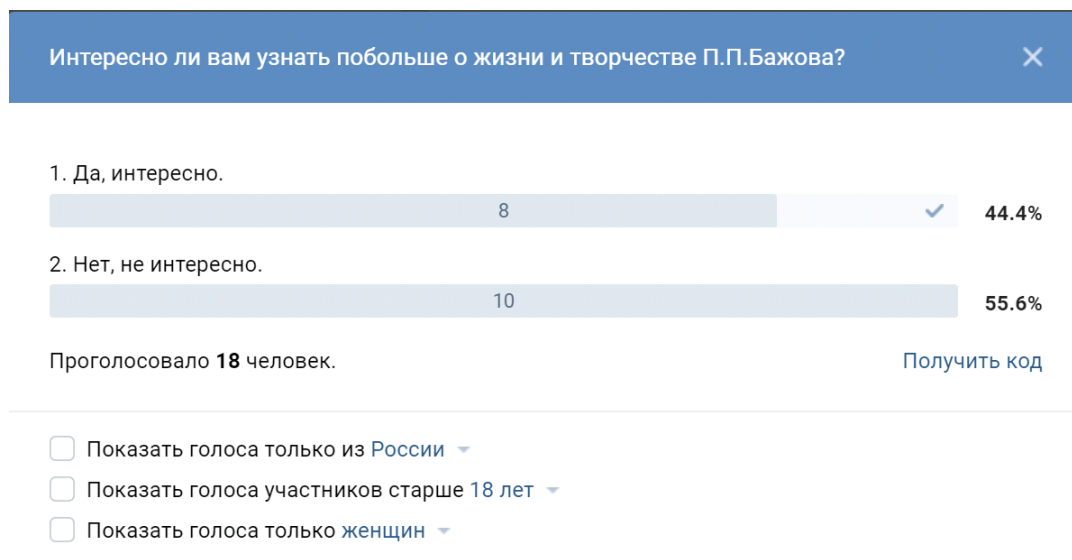 Интересно ли вам узнать побольше о жизни и творчестве П.П.Бажова?
1. Да, интересно.
8
44.4%
2. Нет, не интересно.
10
55.6%
Проголосовало 18 человек.
Получить код
Показать голоса только из России
Показать голоса участников старше 18 лет
Показать голоса только женщин